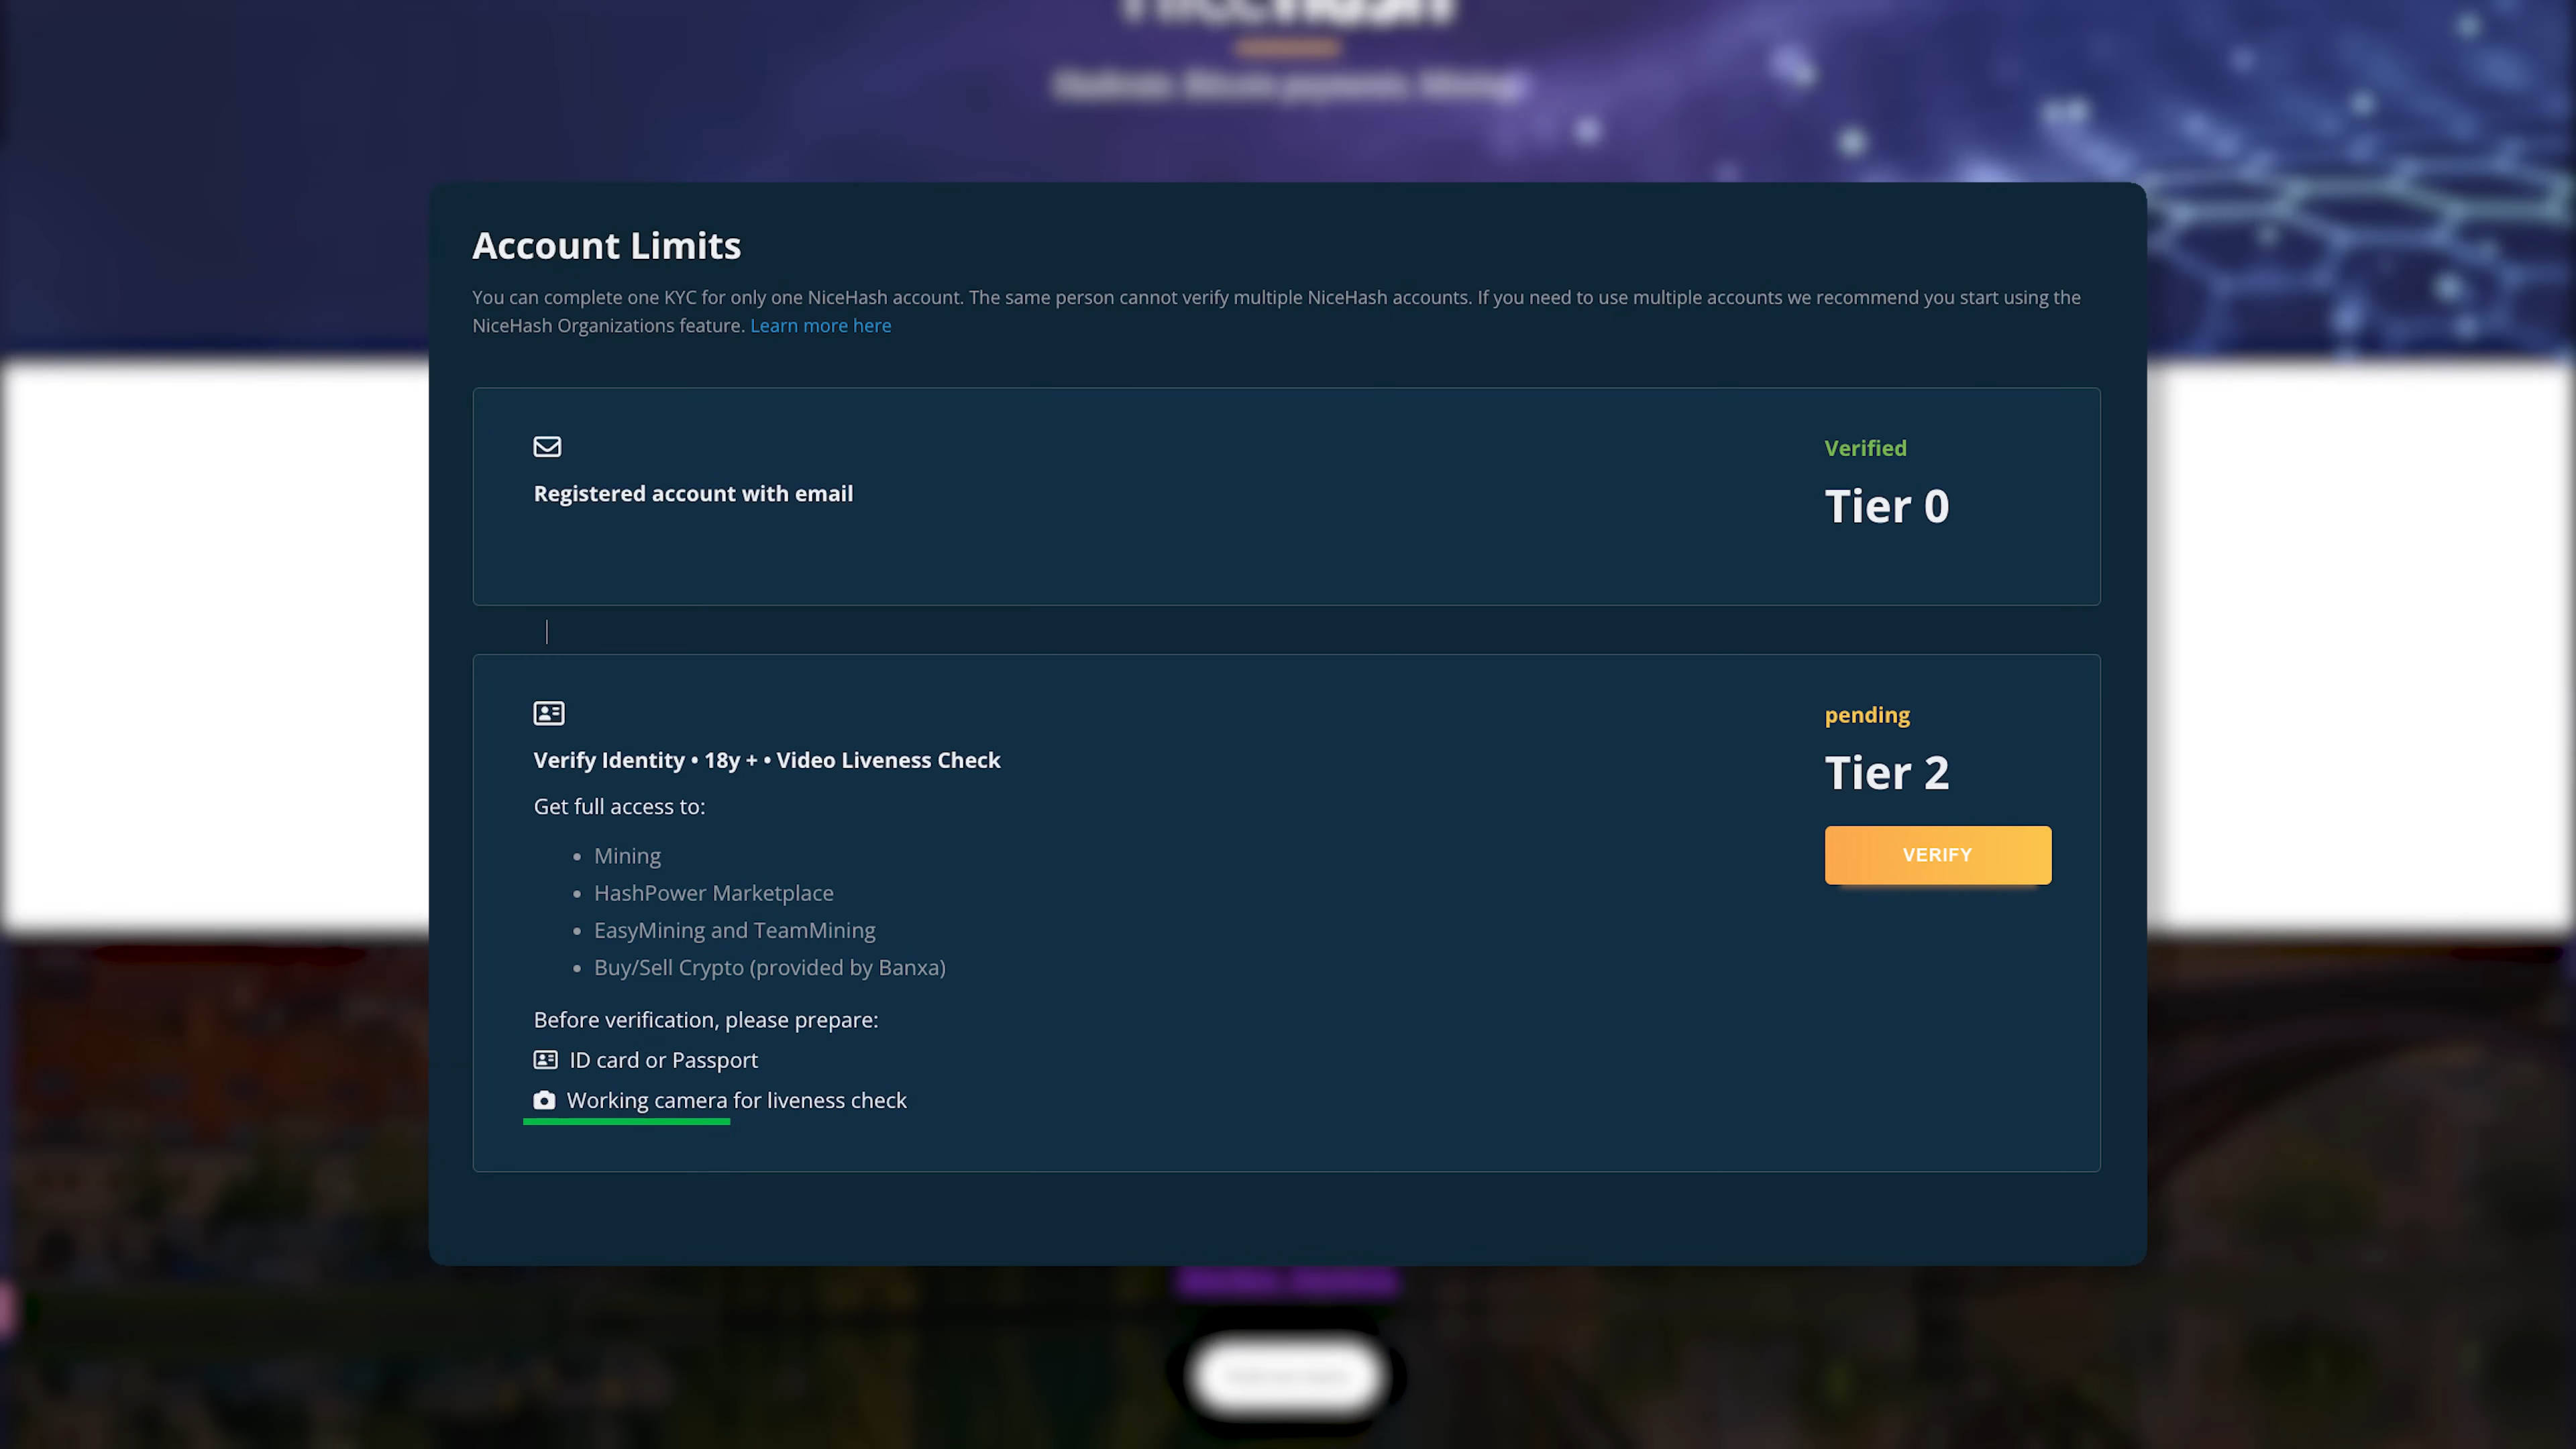 Account Limits
You can complete one KYC for only one NiceHash account. The same person cannot verify multiple NiceHash accounts. If you need to use multiple accounts we recommend you start using the
NiceHash Organizations feature. Learn more here
Verified
Registered account with email
Tier 0
pending
Verify Identity • 18y + • Video Liveness Check
Tier 2
Get full access to:
VERIFY
• Mining
• HashPower Marketplace
• EasyMining and TeamMining
• Buy/Sell Crypto (provided by Banxa)
Before verification, please prepare:
ID card or Passport
Working camera for liveness check